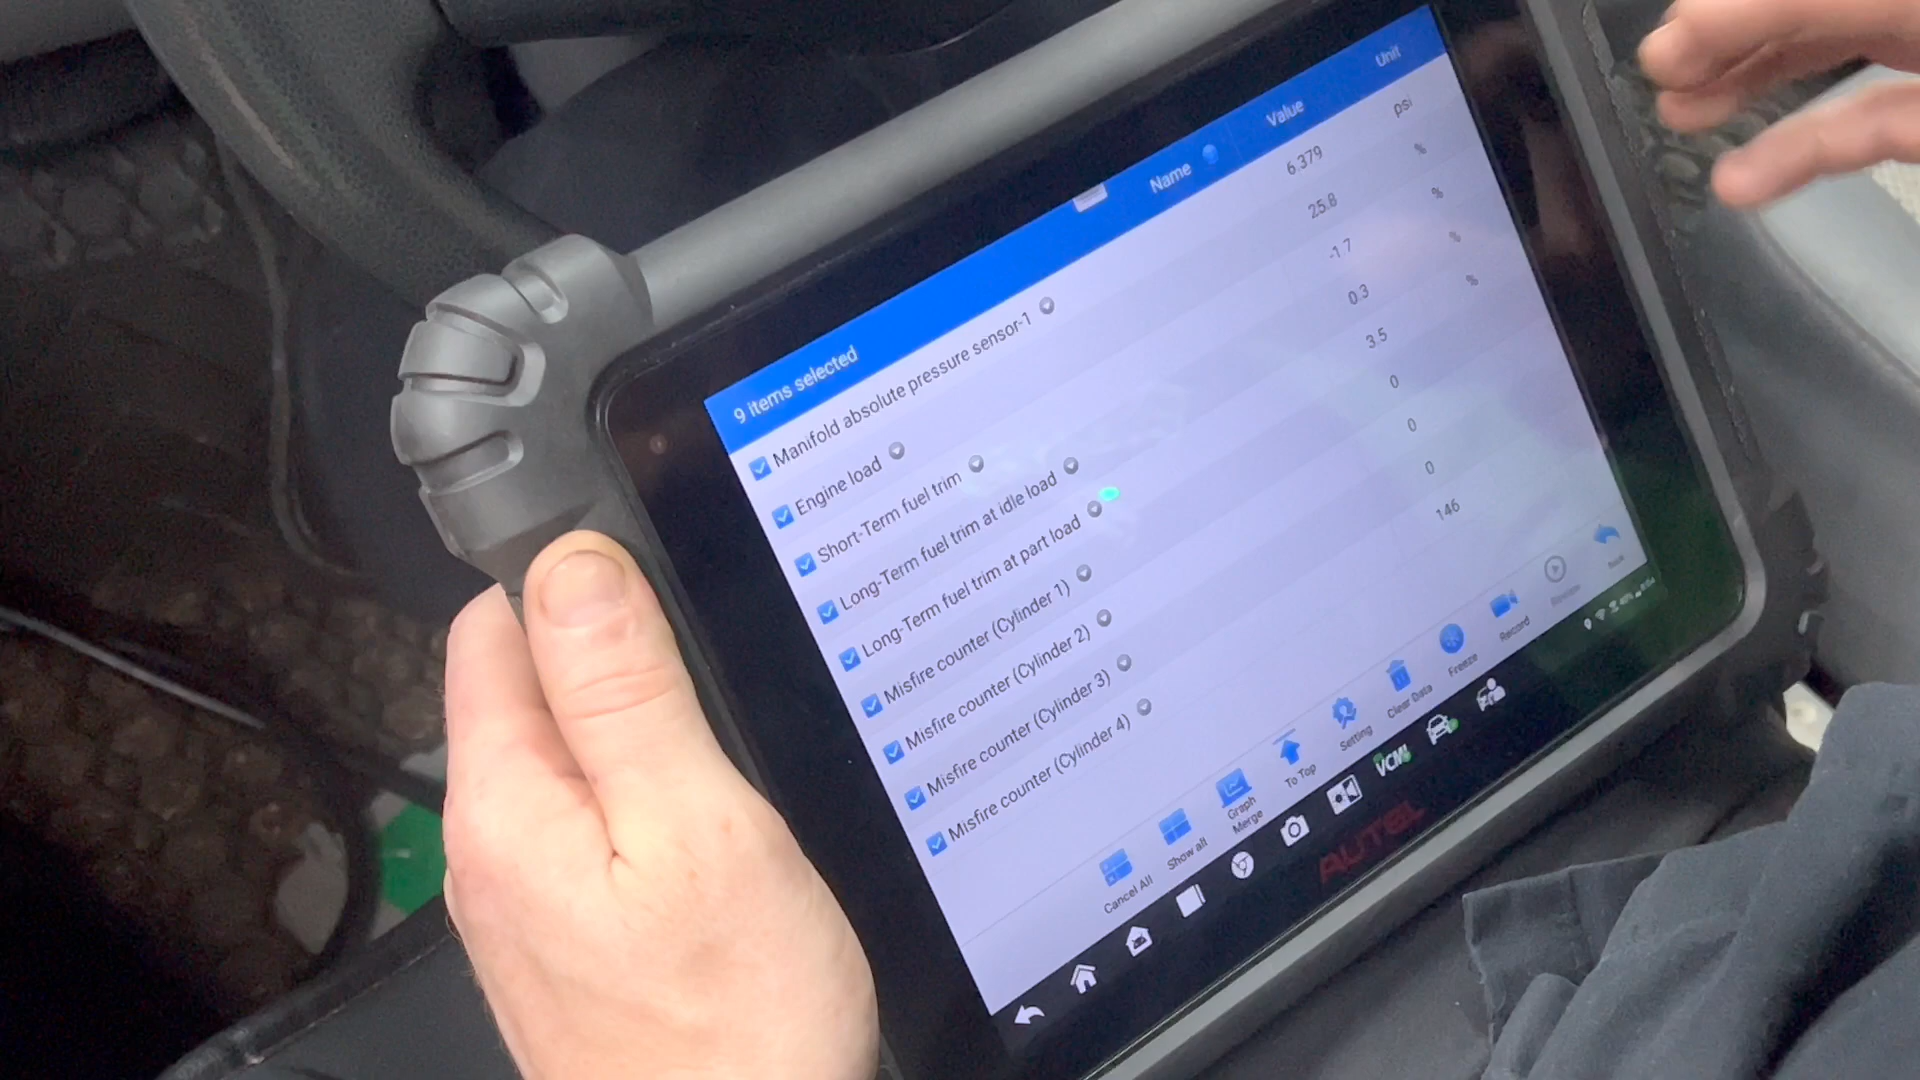 9 items selected Name Value Unit
Manifold absolute pressure sensor-1 6.379 psi
Engine load 25.8 %
Short-Term fuel trim -1.7 %
Long-Term fuel trim at idle load 0.3 %
Long-Term fuel trim at part load 3.5 %
Misfire counter (Cylinder 1) 0
Misfire counter (Cylinder 2) 0
Misfire counter (Cylinder 3) 0
Misfire counter (Cylinder 4) 146
Cancel All
Show all
Graph
Merge
To Top
Setting
Clear Data
Freeze
Record
VCMI
AUTEL